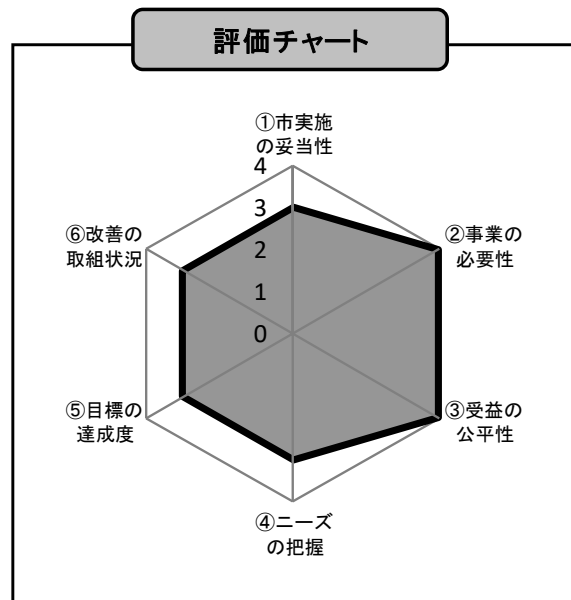 評価チャート
①市実施
の妥当性
4
3
2
1
0
②事業の
必要性
③受益の
公平性
④ニーズ
の把握
⑤目標の
達成度
⑥改善の
取組状況